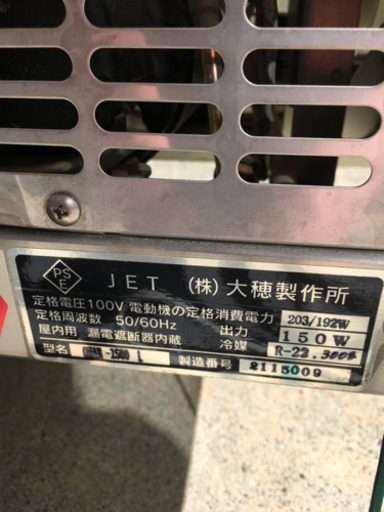 PS
E
JET (株)大穂製作所
定格電圧100V 電動機の定格消費電力 203/192W
定格周波数 50/60Hz 出力 150W
屋内用 漏電遮断器内蔵 冷媒 R-22.300g
型名 製造番号 2115009